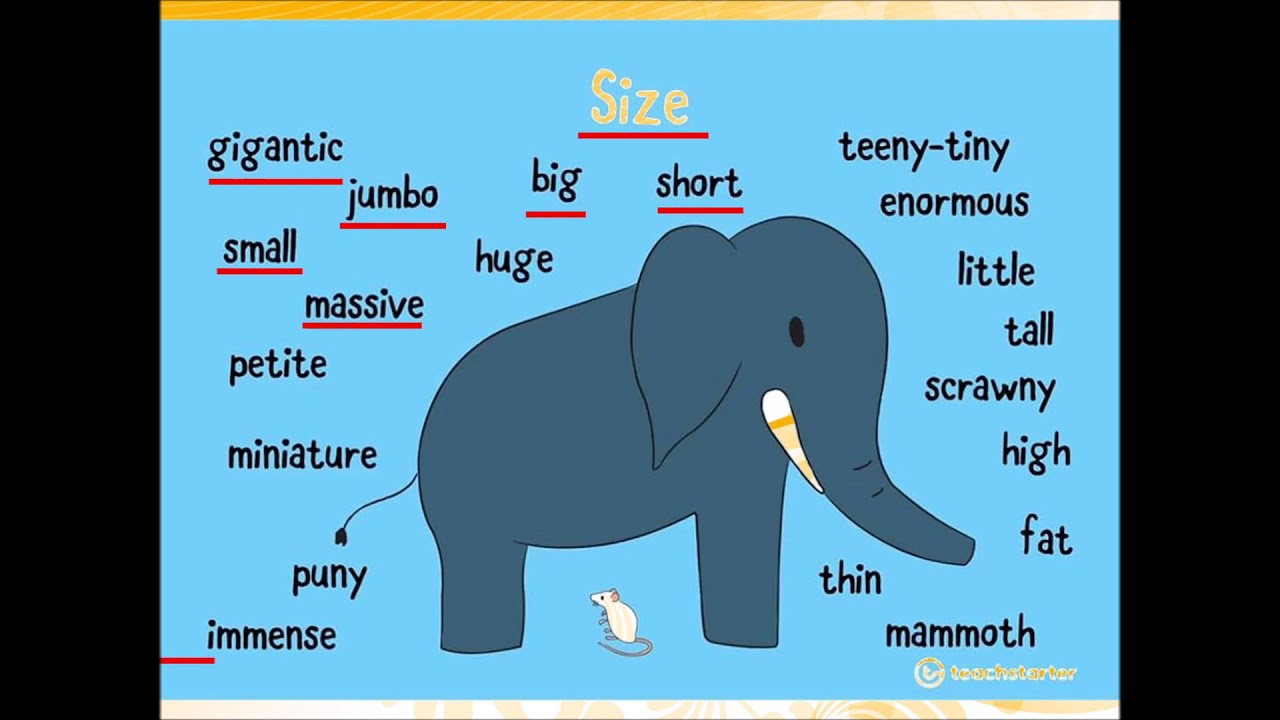 Size
gigantic
jumbo
big
short
teeny-tiny
enormous
small
huge
little
massive
tall
petite
scrawny
miniature
high
fat
puny
thin
immense
mammoth
teachstarter